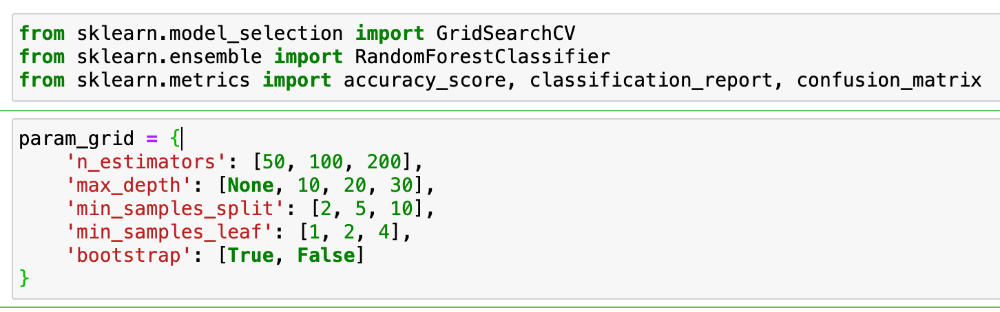 from sklearn.model_selection import GridSearchCV
from sklearn.ensemble import RandomForestClassifier
from sklearn.metrics import accuracy_score, classification_report, confusion_matrix
param_grid = {
    'n_estimators': [50, 100, 200],
    'max_depth': [None, 10, 20, 30],
    'min_samples_split': [2, 5, 10],
    'min_samples_leaf': [1, 2, 4],
    'bootstrap': [True, False]
}